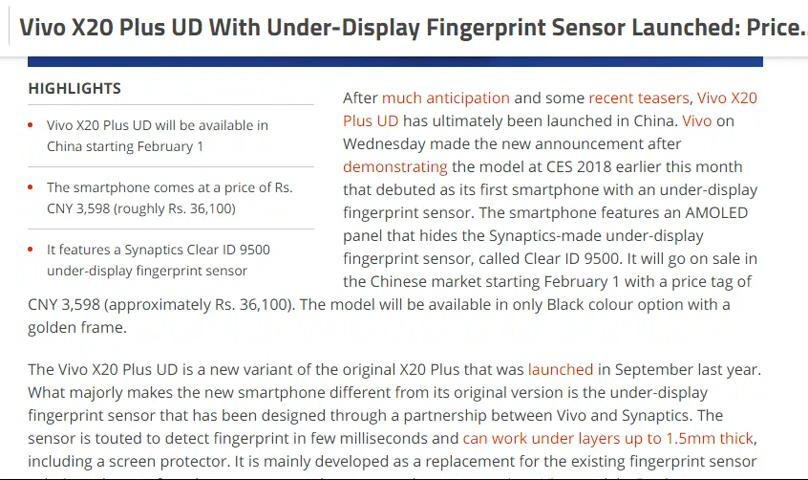 Vivo X20 Plus UD With Under-Display Fingerprint Sensor Launched: Price..
HIGHLIGHTS
Vivo X20 Plus UD will be available in
China starting February 1
The smartphone comes at a price of Rs.
CNY 3,598 (roughly Rs. 36,100)
It features a Synaptics Clear ID 9500
under-display fingerprint sensor
After much anticipation and some recent teasers, Vivo X20
Plus UD has ultimately been launched in China. Vivo on
Wednesday made the new announcement after
demonstrating the model at CES 2018 earlier this month
that debuted as its first smartphone with an under-display
fingerprint sensor. The smartphone features an AMOLED
panel that hides the Synaptics-made under-display
fingerprint sensor, called Clear ID 9500. It will go on sale in
the Chinese market starting February 1 with a price tag of
CNY 3,598 (approximately Rs. 36,100). The model will be available in only Black colour option with a
golden frame.
The Vivo X20 Plus UD is a new variant of the original X20 Plus that was launched in September last year.
What majorly makes the new smartphone different from its original version is the under-display
fingerprint sensor that has been designed through a partnership between Vivo and Synaptics. The
sensor is touted to detect fingerprint in few milliseconds and can work under layers up to 1.5mm thick,
including a screen protector. It is mainly developed as a replacement for the existing fingerprint sensor